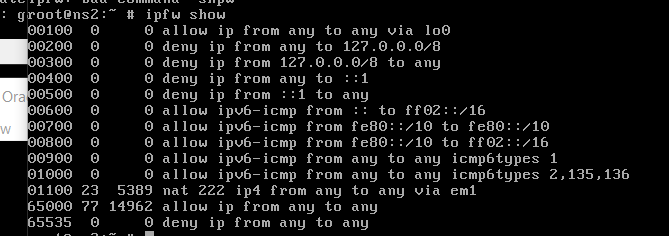 : groot@ns2:~ # ipfw show
00100 0 0 allow ip from any to any via lo0
00200 0 0 deny ip from any to 127.0.0.0/8
00300 0 0 deny ip from 127.0.0.0/8 to any
00400 0 0 deny ip from any to ::1
00500 0 0 deny ip from ::1 to any
00600 0 0 allow ipv6-icmp from :: to ff02::/16
00700 0 0 allow ipv6-icmp from fe80::/10 to fe80::/10
00800 0 0 allow ipv6-icmp from fe80::/10 to ff02::/16
00900 0 0 allow ipv6-icmp from any to any icmp6types 1
01000 0 0 allow ipv6-icmp from any to any icmp6types 2,135,136
01100 23 5389 nat 222 ip4 from any to any via em1
65000 77 14962 allow ip from any to any
65535 0 0 deny ip from any to any
Ora
w